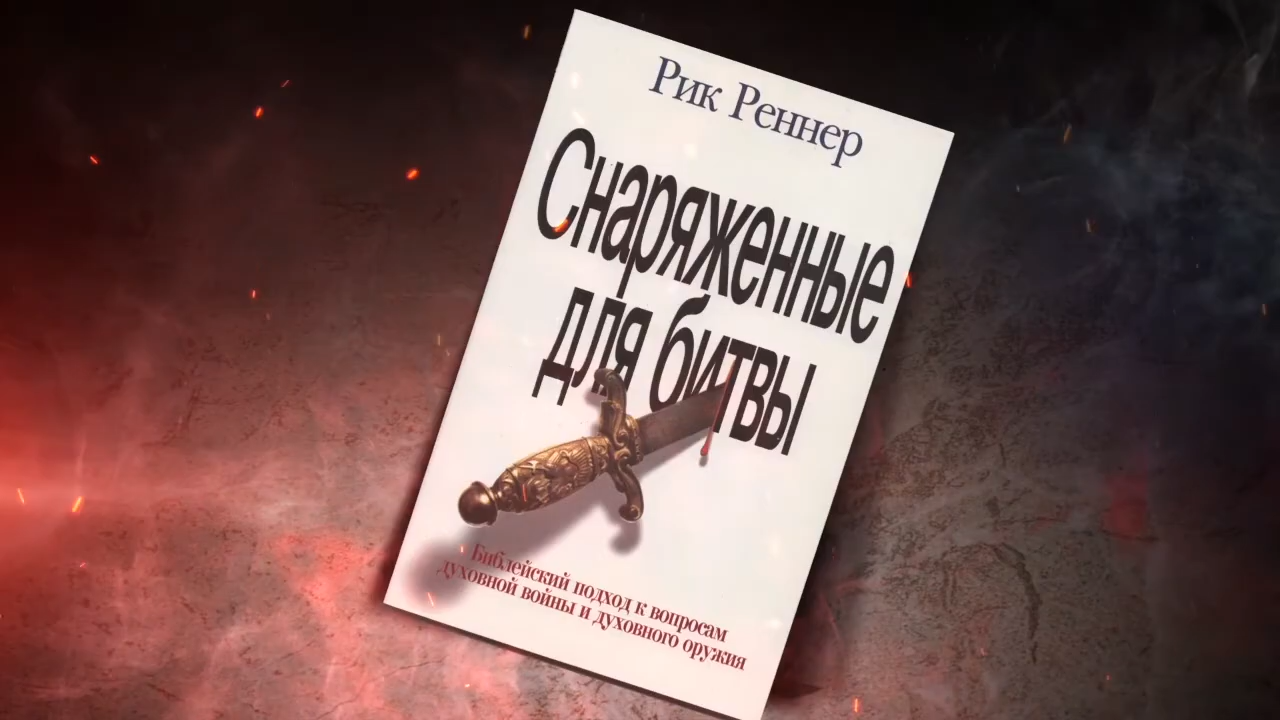 Рик Реннер
Снаряженные
для битвы
Библейский подход к вопросам
духовной войны и духовного оружия